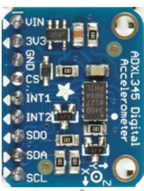 VIN
3V3
GND
CS
INT1
INT2
SDO
SDA
SCL
ADXL345 Digital
Accelerometer
X
Z